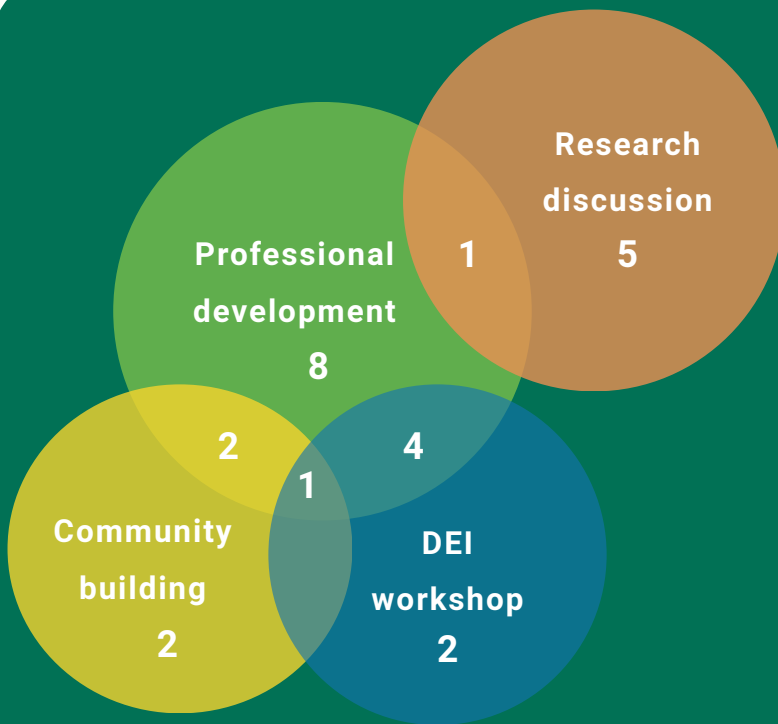 Research
discussion
5
Professional
development
8
1
2
4
1
Community
building
2
DEI
workshop
2